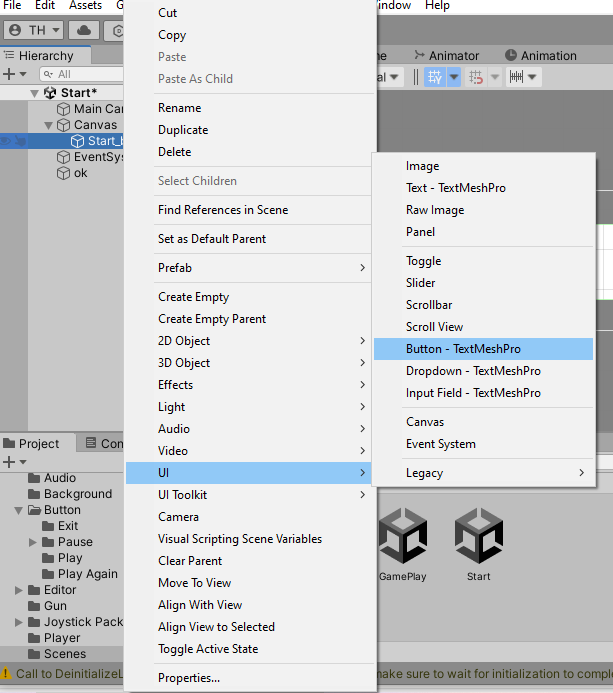 File Edit Assets G
indow Help
TH
Hierarchy
All
Start*
Main Ca
Canvas
Start_b
EventSys
ok
Cut
Copy
Paste
Paste As Child
Rename
Duplicate
Delete
Select Children
Find References in Scene
Set as Default Parent
Prefab
Create Empty
Create Empty Parent
2D Object
3D Object
Effects
Light
Audio
Video
UI
UI Toolkit
Camera
Visual Scripting Scene Variables
Clear Parent
Move To View
Align With View
Align View to Selected
Toggle Active State
Properties...
ne Animator Animation
al
Image
Text - TextMeshPro
Raw Image
Panel
Toggle
Slider
Scrollbar
Scroll View
Button - TextMeshPro
Dropdown - TextMeshPro
Input Field - TextMeshPro
Canvas
Event System
Legacy
Project Con
Audio
Background
Button
Exit
Pause
Play
Play Again
Editor
Gun
Joystick Pack
Player
Scenes
GamePlay Start
Call to DeinitializeL
make sure to wait for initialization to comple